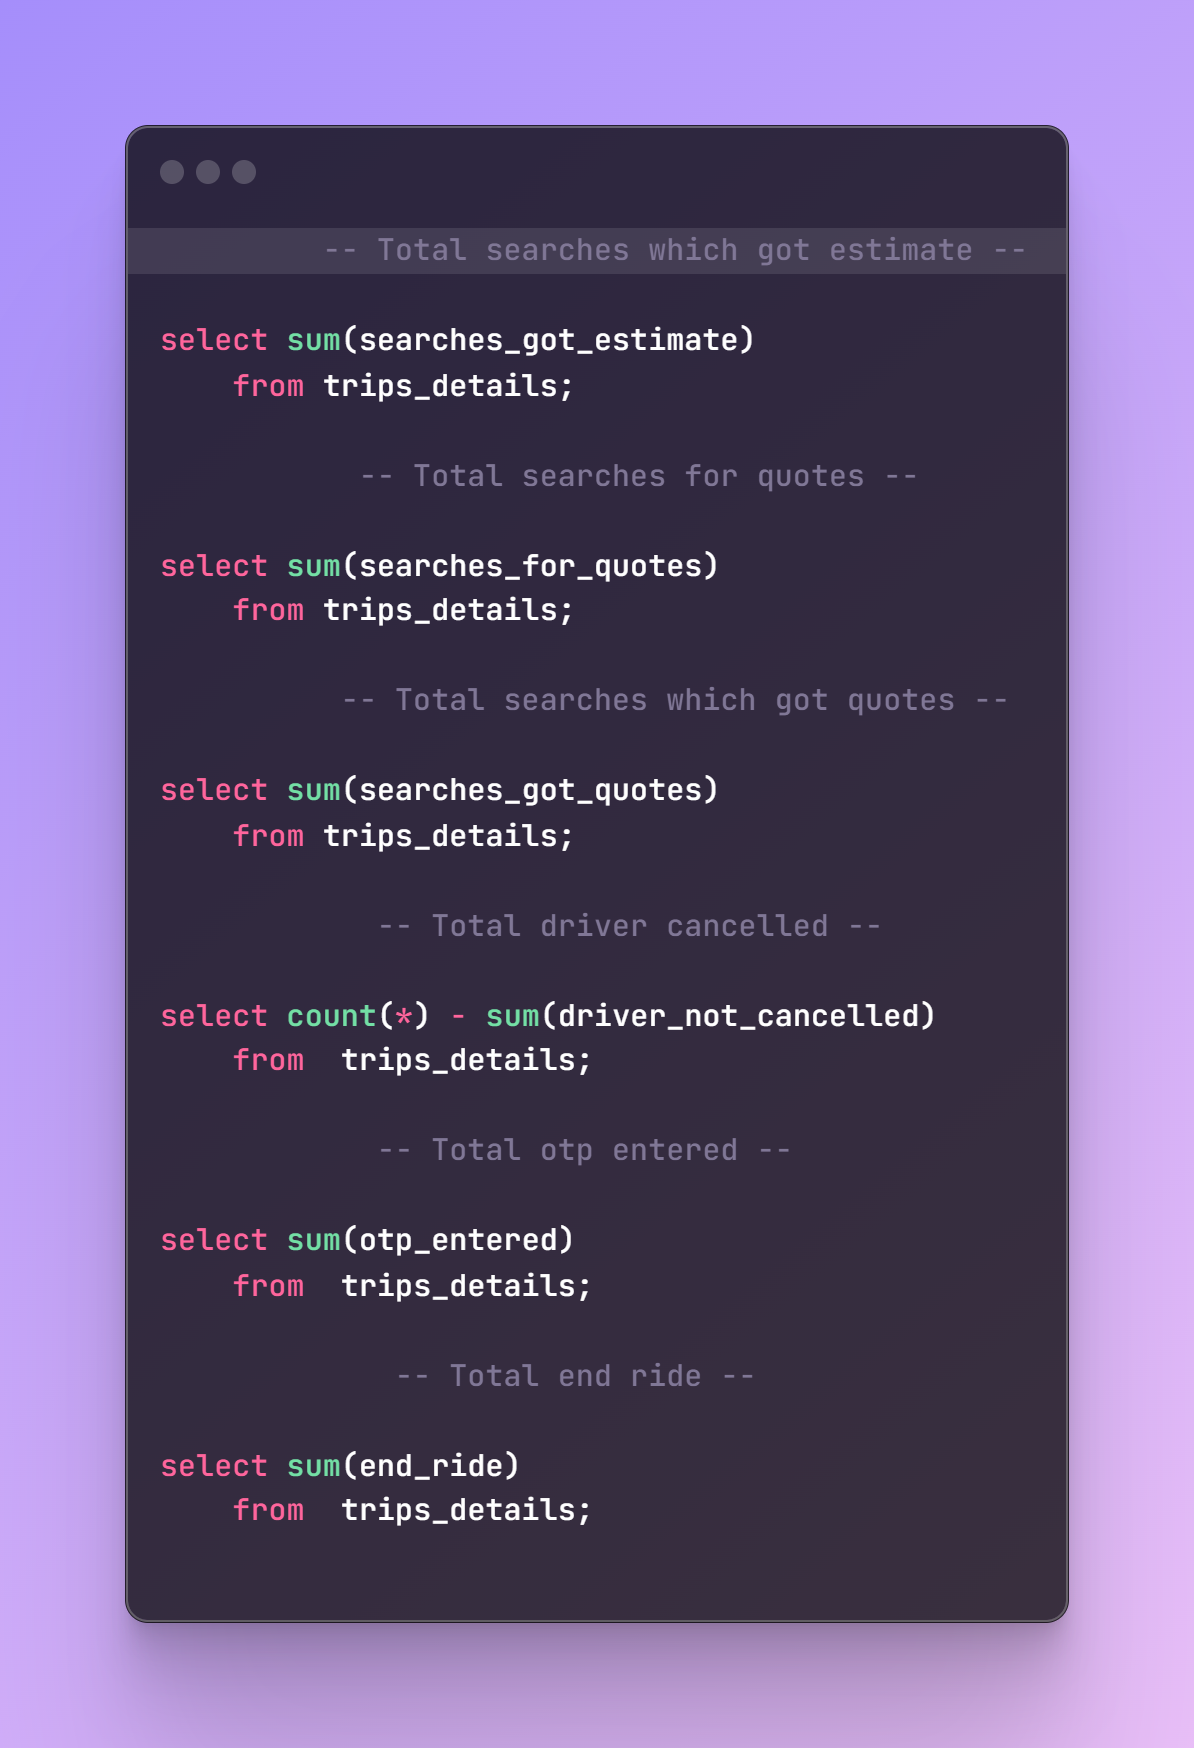 -- Total searches which got estimate --
select sum(searches_got_estimate)
from trips_details;
-- Total searches for quotes --
select sum(searches_for_quotes)
from trips_details;
-- Total searches which got quotes --
select sum(searches_got_quotes)
from trips_details;
-- Total driver cancelled --
select count(*) - sum(driver_not_cancelled)
from  trips_details;
-- Total otp entered --
select sum(otp_entered)
from  trips_details;
-- Total end ride --
select sum(end_ride)
from  trips_details;